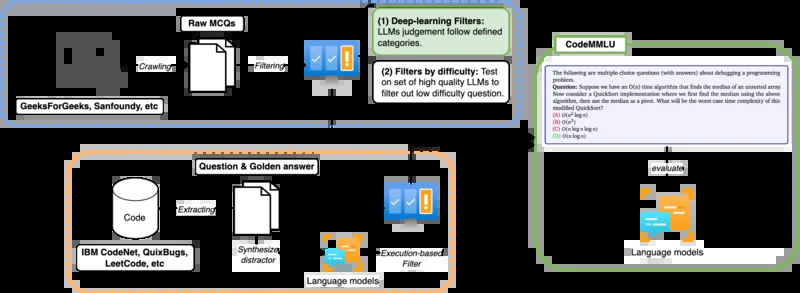 Raw MCQs
Crawling
Filtering
GeeksForGeeks, Sanfoundy, etc
(1) Deep-learning Filters:
LLMs judgement follow defined
categories.
(2) Filters by difficulty: Test
on set of high quality LLMs to
filter out low difficulty question.
Question & Golden answer
Code
Extracting
IBM CodeNet, QuixBugs,
LeetCode, etc
Synthesize
distractor
Language models
Execution-based
Filter
CodeMMLU
The following are multiple-choice questions (with answers) about debugging a programming
problem.
Question: Suppose we have an O(n) time algorithm that finds the median of an unsorted array.
Now consider a QuickSort implementation where we first find the median using the above
algorithm, then use the median as a pivot. What will be the worst case time complexity of this
modified QuickSort?
(A) O(n² log n)
(B) O(n²)
(C) O(n log n log n)
(D) O(n log n)
evaluate
Language models